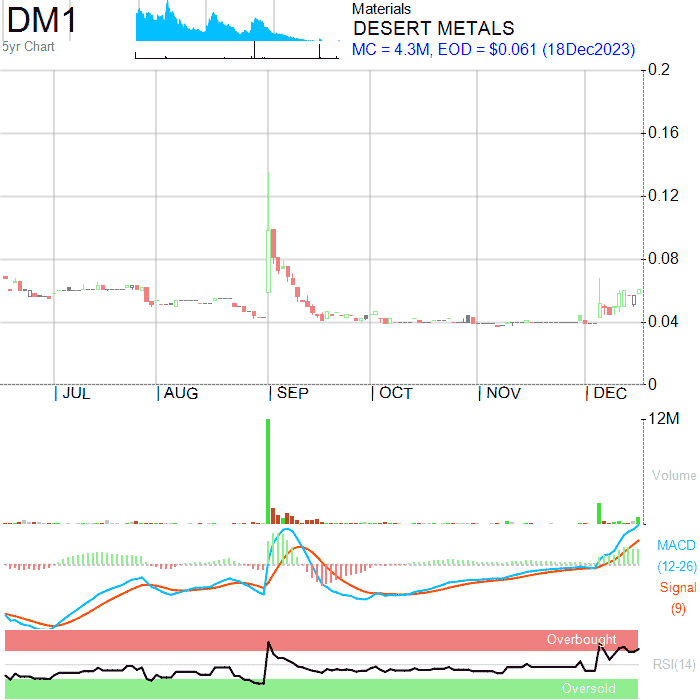 DM1
5yr Chart
Materials
DESERT METALS
MC = 4.3M, EOD = $0.061 (18Dec2023)
0.2
0.16
0.12
0.08
0.04
0
JUL AUG SEP OCT NOV DEC
12M
Volume
MACD
(12-26)
Signal
(9)
Overbought
RSI(14)
Oversold